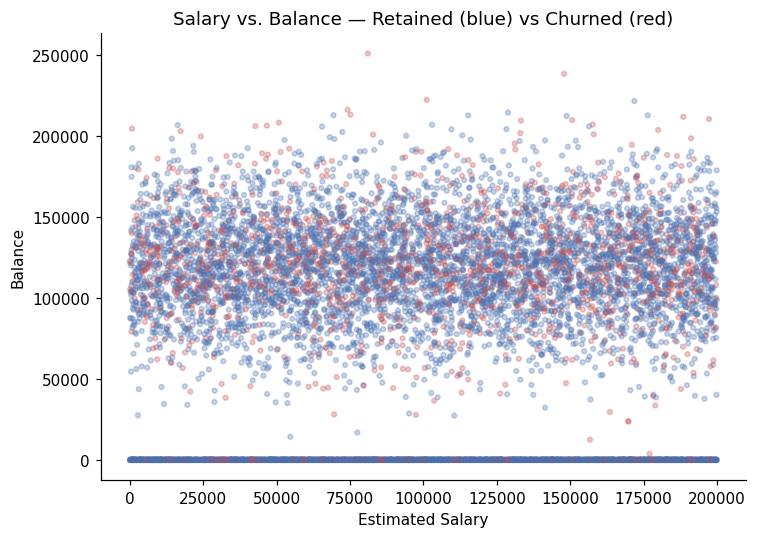 Salary vs. Balance — Retained (blue) vs Churned (red)
250000
200000
150000
100000
50000
0
Balance
0 25000 50000 75000 100000 125000 150000 175000 200000
Estimated Salary